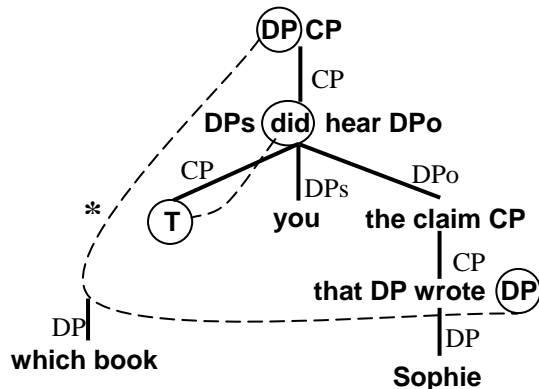 DP CP
CP
DPs did hear DPo
CP DPs DPo
* T you the claim CP
CP
that DP wrote DP
DP DP
which book Sophie